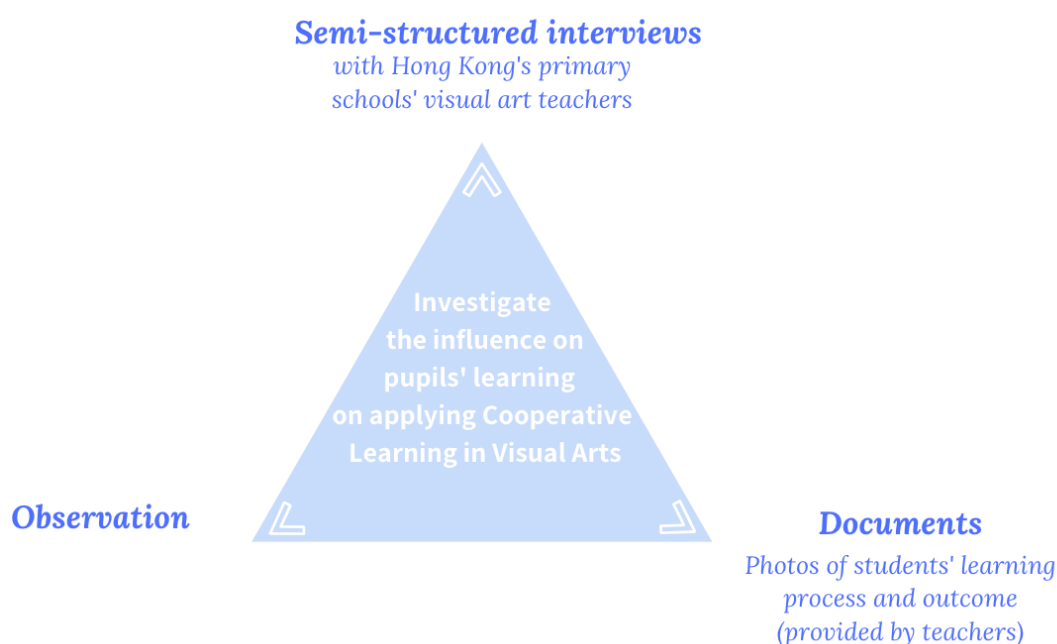 Semi-structured interviews
with Hong Kong's primary
schools' visual art teachers
Investigate
the influence on
pupils' learning
on applying Cooperative
Learning in Visual Arts
Observation
Documents
Photos of students' learning
process and outcome
(provided by teachers)